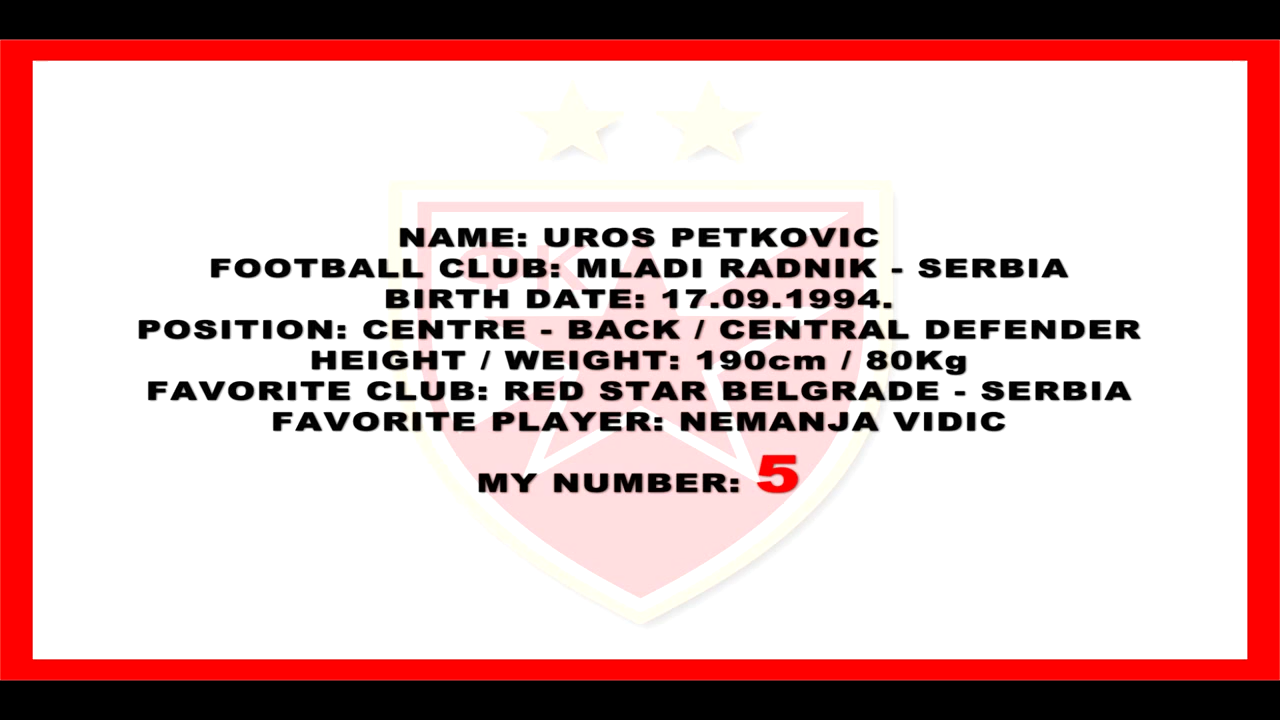 NAME: UROS PETKOVIC
FOOTBALL CLUB: MLADI RADNIK - SERBIA
BIRTH DATE: 17.09.1994.
POSITION: CENTRE - BACK / CENTRAL DEFENDER
HEIGHT / WEIGHT: 190cm / 80Kg
FAVORITE CLUB: RED STAR BELGRADE - SERBIA
FAVORITE PLAYER: NEMANJA VIDIC
MY NUMBER: 5